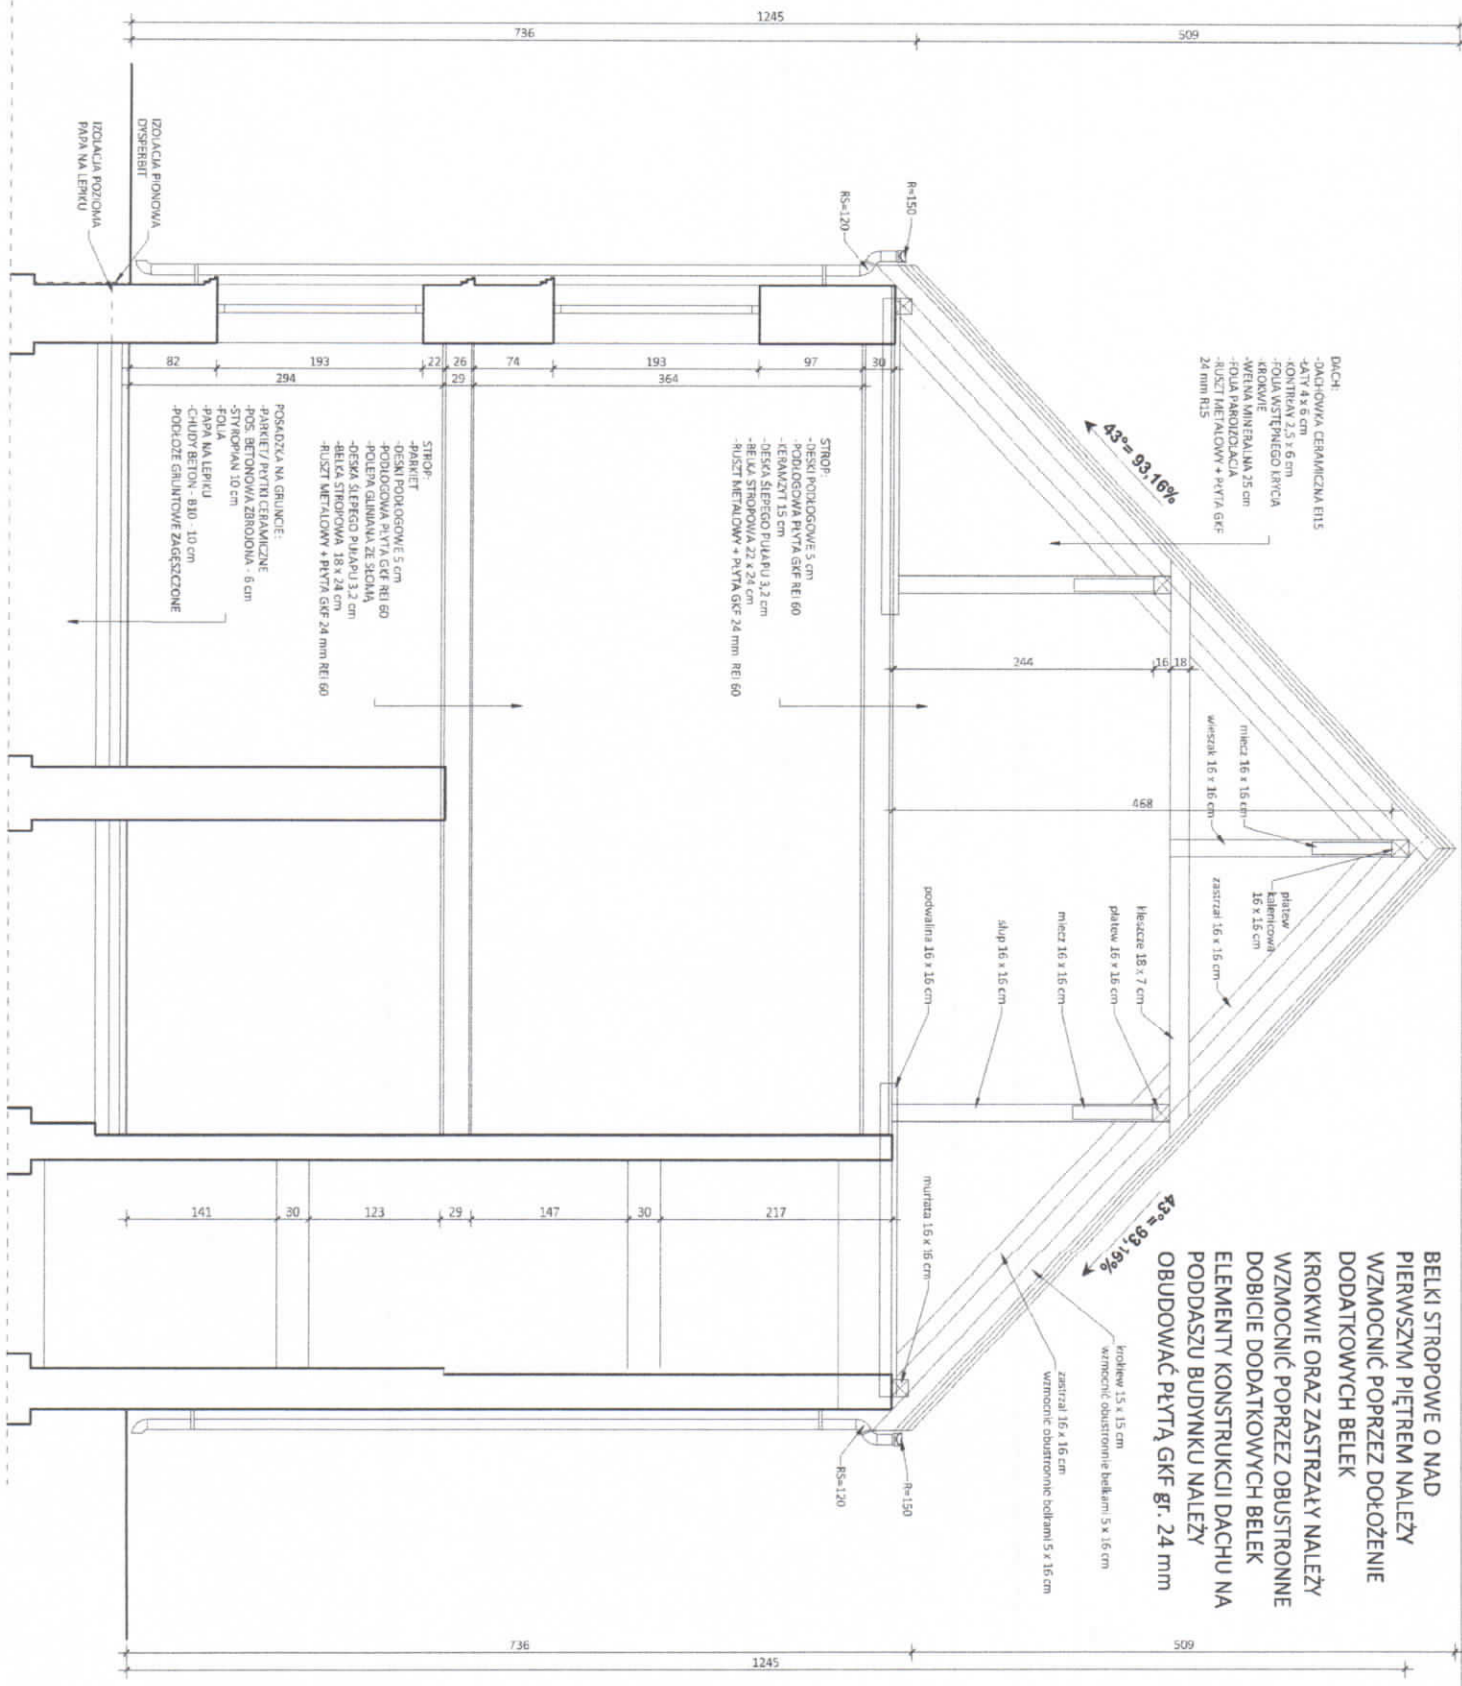 BELKI STROPOWE O NAD
PIERWSZYM PIĘTREM NALEŻY
WZMOCNIĆ POPRZEZ DOŁOŻENIE
DODATKOWYCH BELEK
KROKWIE ORAZ ZASTRZAŁY NALEŻY
WZMOCNIĆ POPRZEZ OBUSTRONNE
DOBICIE DODATKOWYCH BELEK
ELEMENTY KONSTRUKCJI DACHU NA
PODDASZU BUDYNKU NALEŻY
OBUDOWAĆ PŁYTĄ GKF gr. 24 mm
DACH:
-DACHÓWKA CERAMICZNA EI15
-ŁATY 4 x 6 cm
-KONTRŁATY 2,5 x 6 cm
-FOLIA WSTĘPNEGO KRYCIA
-KROKWIE
-WEŁNA MINERALNA 25 cm
-FOLIA PAROIZOLACJA
-RUSZT METALOWY + PŁYTA GKF
24 mm R15
43°= 93,16%
43°= 93,16%
miecz 16 x 16 cm
wieszak 16 x 16 cm
płatew
kalenicowa
16 x 16 cm
zastrzał 16 x 16 cm
kleszcze 18 x 7 cm
płatew 16 x 16 cm
miecz 16 x 16 cm
słup 16 x 16 cm
podwalina 16 x 16 cm
murłata 16 x 16 cm
krokiew 15 x 15 cm
wzmocnić obustronnie belkami 5 x 16 cm
zastrzał 16 x 16 cm
wzmocnić obustronnie belkami 5 x 16 cm
R=150
RS=120
R=150
RS=120
STROP:
-DESKI PODŁOGOWE 5 cm
-PODŁOGOWA PŁYTA GKF REI 60
-KERAMZYT 15 cm
-DESKA ŚLEPEGO PUŁAPU 3,2 cm
-BELKA STROPOWA 22 x 24 cm
-RUSZT METALOWY + PŁYTA GKF 24 mm REI 60
STROP:
-PARKIET
-DESKI PODŁOGOWE 5 cm
-PODŁOGOWA PŁYTA GKF REI 60
-POLEPA GLINIANA ZE SŁOMĄ
-DESKA ŚLEPEGO PUŁAPU 3,2 cm
-BELKA STROPOWA 18 x 24 cm
-RUSZT METALOWY + PŁYTA GKF 24 mm REI 60
POSADZKA NA GRUNCIE:
-PARKIET/ PŁYTKI CERAMICZNE
-POS. BETONOWA ZBROJONA - 6 cm
-STYROPIAN 10 cm
-FOLIA
-PAPA NA LEPIKU
-CHUDY BETON - B10 - 10 cm
-PODŁOŻE GRUNTOWE ZAGĘSZCZONE
IZOLACJA PIONOWA
DYSPERBIT
IZOLACJA POZIOMA
PAPA NA LEPIKU
1245
736
509
82
193
22
26
74
193
97
30
294
29
364
244
16
18
468
141
30
123
29
147
30
217
736
509
1245